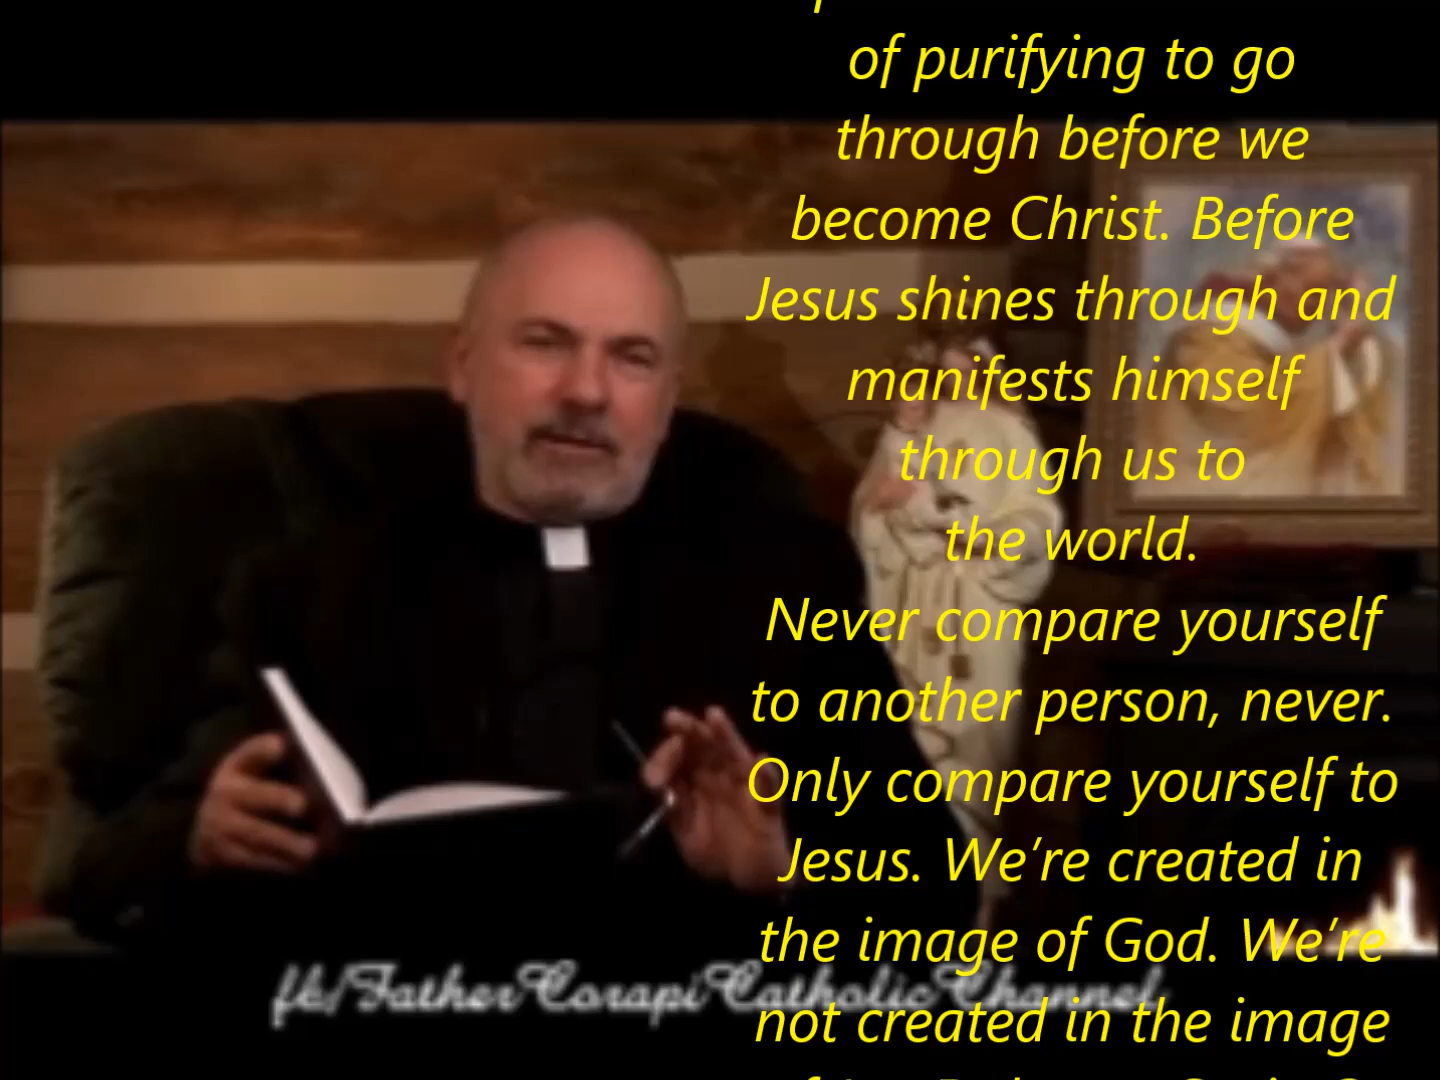 of purifying to go
through before we
become Christ. Before
Jesus shines through and
manifests himself
through us to
the world.
Never compare yourself
to another person, never.
Only compare yourself to
Jesus. We’re created in
the image of God. We’re
fb/FatherCorapiCatholicChannel
not created in the image